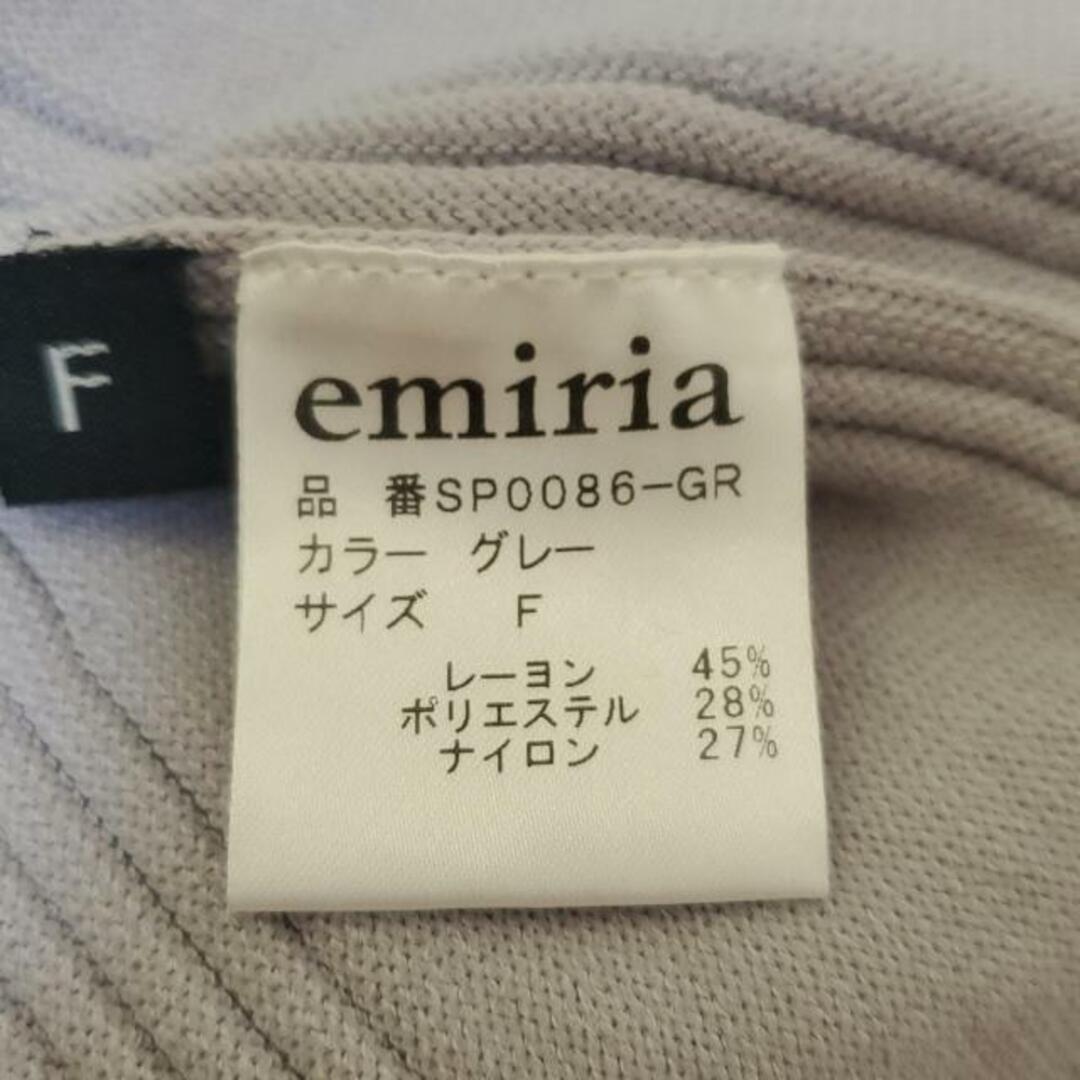 F
emiria
品 番SP0086-GR
カラー グレー
サイズ F
レーヨン 45%
ポリエステル 28%
ナイロン 27%